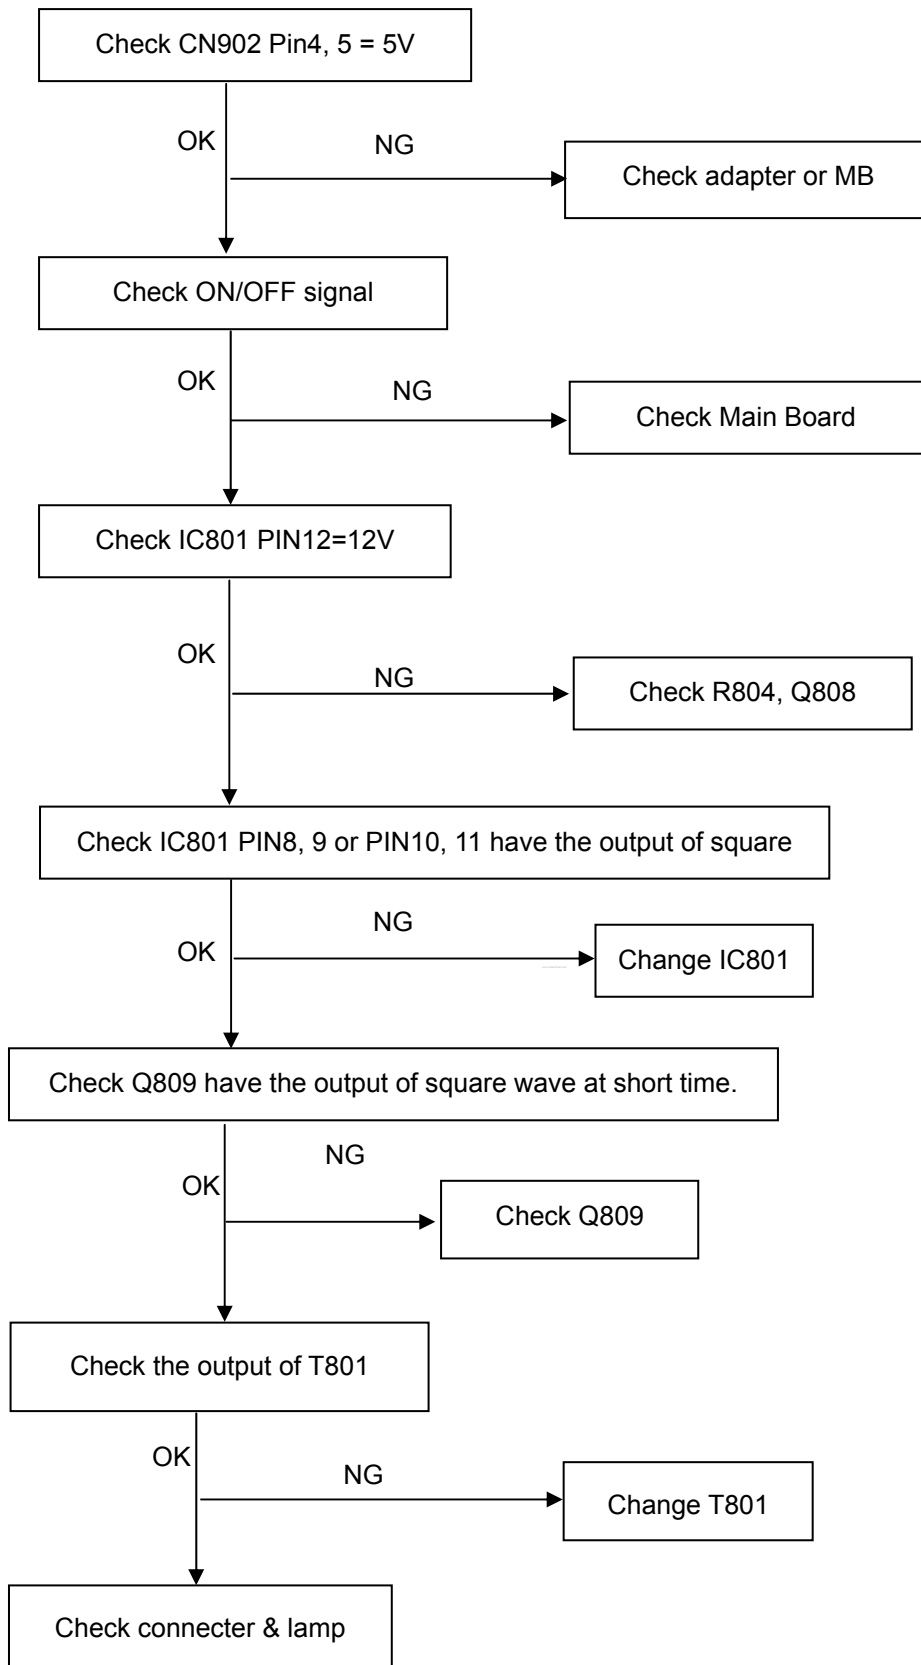 Check CN902 Pin4, 5 = 5V
OK
NG
Check adapter or MB
Check ON/OFF signal
OK
NG
Check Main Board
Check IC801 PIN12=12V
OK
NG
Check R804, Q808
Check IC801 PIN8, 9 or PIN10, 11 have the output of square
NG
OK
Change IC801
Check Q809 have the output of square wave at short time.
NG
OK
Check Q809
Check the output of T801
OK
NG
Change T801
Check connecter & lamp